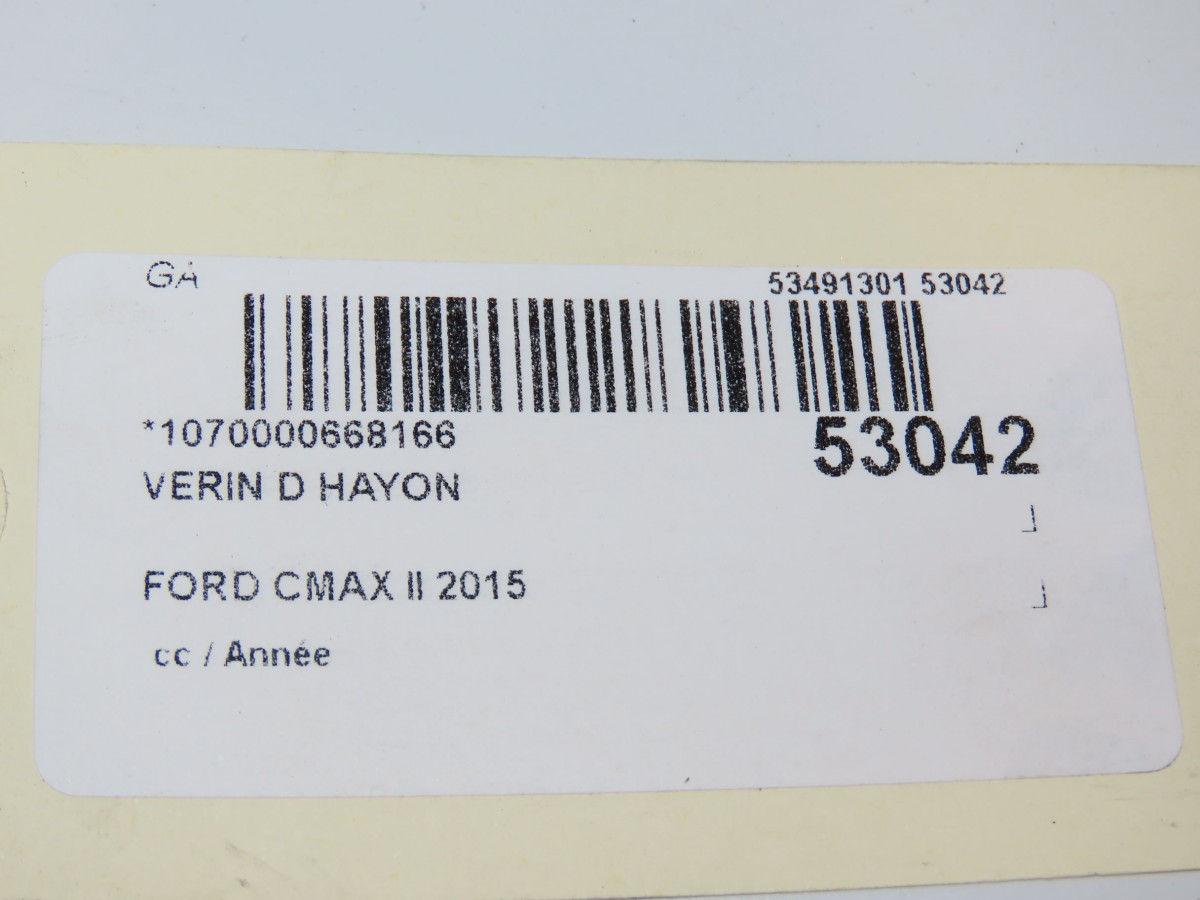 GA
53491301 53042
*1070000668166
53042
VERIN D HAYON
FORD CMAX II 2015
cc / Année